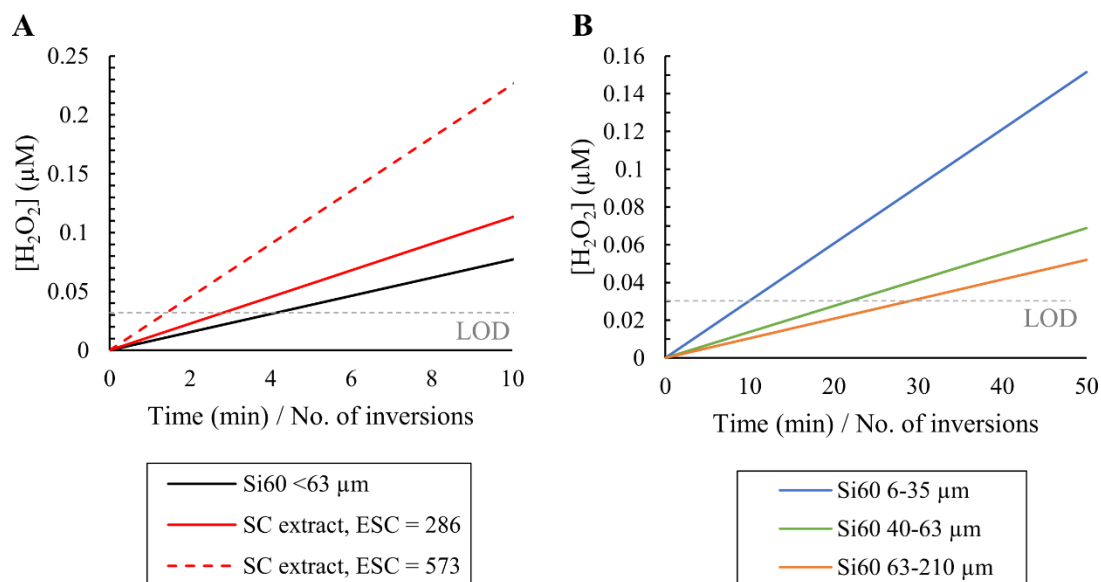 A
0.25
0.2
0.15
0.1
0.05
0
[H₂O₂] (µM)
LOD
0 2 4 6 8 10
Time (min) / No. of inversions
Si60 <63 µm
SC extract, ESC = 286
SC extract, ESC = 573
B
0.16
0.14
0.12
0.1
0.08
0.06
0.04
0.02
0
[H₂O₂] (µM)
LOD
0 10 20 30 40 50
Time (min) / No. of inversions
Si60 6-35 µm
Si60 40-63 µm
Si60 63-210 µm